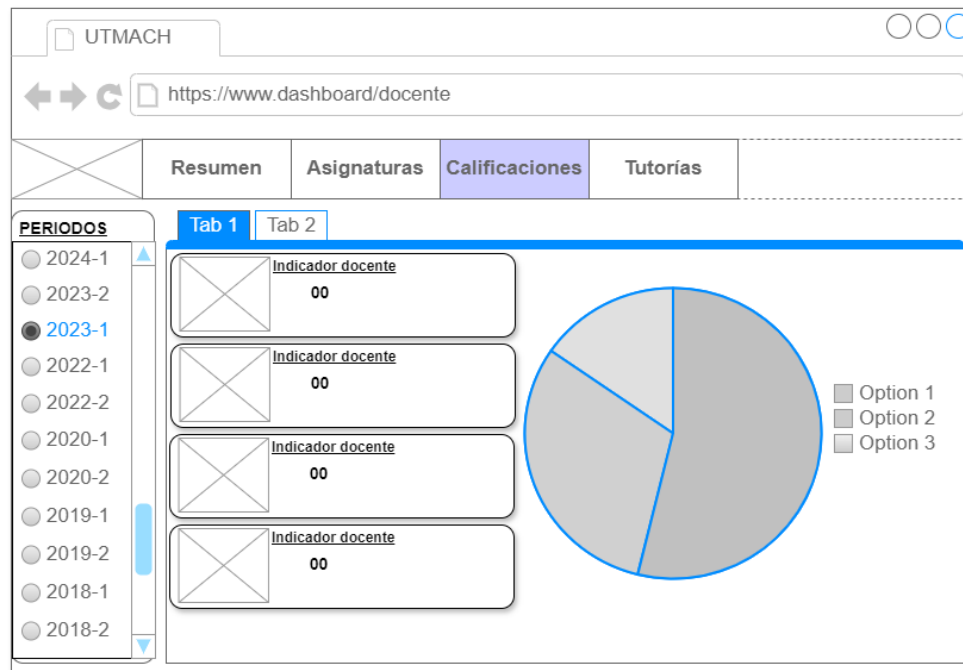 UTMACH
https://www.dashboard/docente
Resumen
Asignaturas
Calificaciones
Tutorías
PERIODOS
2024-1
2023-2
2023-1
2022-1
2022-2
2020-1
2020-2
2019-1
2019-2
2018-1
2018-2
Tab 1
Tab 2
Indicador docente
00
Indicador docente
00
Indicador docente
00
Indicador docente
00
Option 1
Option 2
Option 3